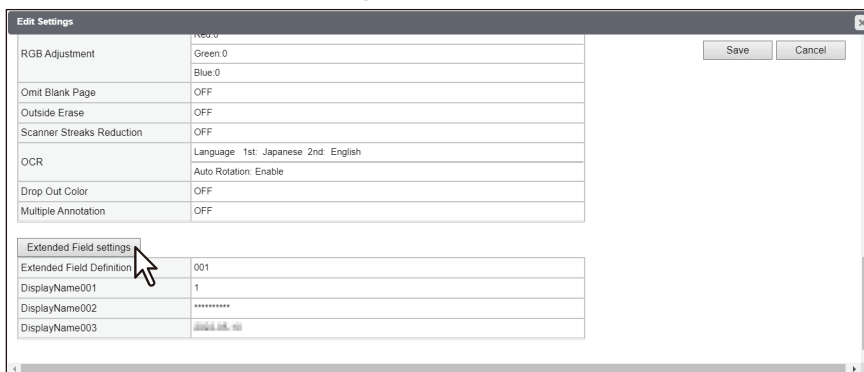 Edit Settings
Save Cancel
RGB Adjustment
Red:0
Green:0
Blue:0
Omit Blank Page OFF
Outside Erase OFF
Scanner Streaks Reduction OFF
OCR
Language 1st: Japanese 2nd: English
Auto Rotation: Enable
Drop Out Color OFF
Multiple Annotation OFF
Extended Field settings
Extended Field Definition 001
DisplayName001 1
DisplayName002 **********
DisplayName003